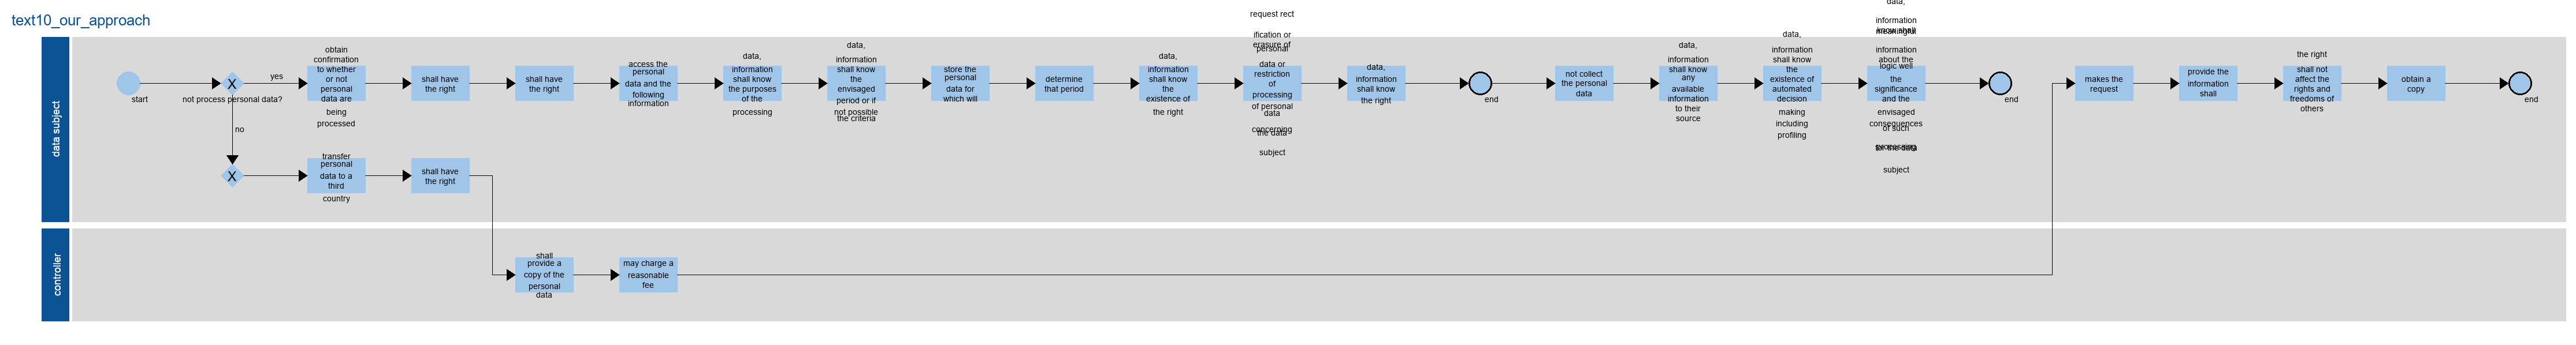 text10_our_approach
data subject
start
not process personal data?
yes
no
obtain
confirmation
to whether
or not
personal
data are
being
processed
shall have
the right
shall have
the right
access the
personal
data and the
following
information
data,
information
shall know
the purposes
of the
processing
data,
information
shall know
the
envisaged
period or if
not possible
the criteria
store the
personal
data for
which will
determine
that period
data,
information
shall know
the
existence of
the right
request rect
ification or
erasure of
personal
data or
restriction
of
processing
of personal
data
concerning
the data
subject
data,
information
shall know
the right
end
not collect
the personal
data
data,
information
shall know
any
available
information
to their
source
data,
information
shall know
the
existence of
automated
decision
making
including
profiling
data,
information
know shall
meaningful
information
about the
logic well
the
significance
and the
envisaged
consequences
of such
processing
for the data
subject
end
makes the
request
provide the
information
shall
the right
shall not
affect the
rights and
freedoms of
others
obtain a
copy
end
transfer
personal
data to a
third
country
shall have
the right
controller
shall
provide a
copy of the
personal
data
may charge a
reasonable
fee